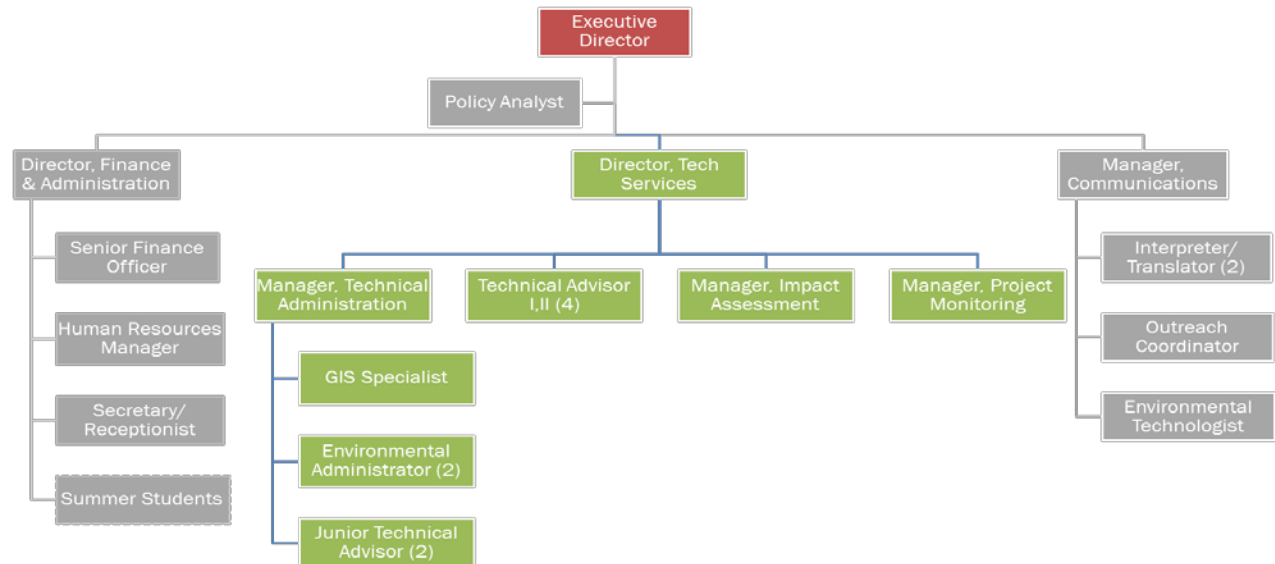 Executive
Director
Policy Analyst
Director, Finance
& Administration
Director, Tech
Services
Manager,
Communications
Senior Finance
Officer
Human Resources
Manager
Secretary/
Receptionist
Summer Students
Manager, Technical
Administration
Technical Advisor
I,II (4)
Manager, Impact
Assessment
Manager, Project
Monitoring
GIS Specialist
Environmental
Administrator (2)
Junior Technical
Advisor (2)
Interpreter/
Translator (2)
Outreach
Coordinator
Environmental
Technologist